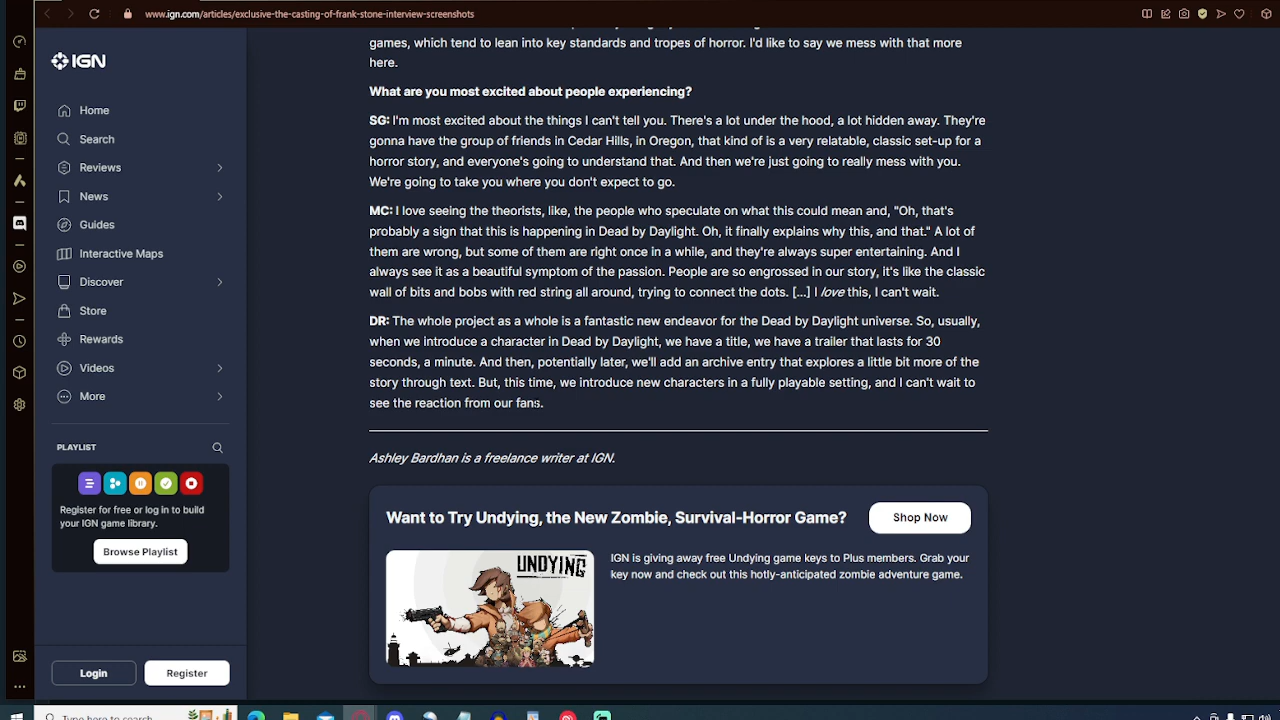 www.ign.com/articles/exclusive-the-casting-of-frank-stone-interview-screenshots
IGN
Home
Search
Reviews
News
Guides
Interactive Maps
Discover
Store
Rewards
Videos
More
PLAYLIST
Register for free or log in to build
your IGN game library.
Browse Playlist
Login
Register
games, which tend to lean into key standards and tropes of horror. I'd like to say we mess with that more
here.
What are you most excited about people experiencing?
SG: I'm most excited about the things I can't tell you. There's a lot under the hood, a lot hidden away. They're
gonna have the group of friends in Cedar Hills, in Oregon, that kind of is a very relatable, classic set-up for a
horror story, and everyone's going to understand that. And then we're just going to really mess with you.
We're going to take you where you don't expect to go.
MC: I love seeing the theorists, like, the people who speculate on what this could mean and, "Oh, that's
probably a sign that this is happening in Dead by Daylight. Oh, it finally explains why this, and that." A lot of
them are wrong, but some of them are right once in a while, and they're always super entertaining. And I
always see it as a beautiful symptom of the passion. People are so engrossed in our story, it's like the classic
wall of bits and bobs with red string all around, trying to connect the dots. [...] I love this, I can't wait.
DR: The whole project as a whole is a fantastic new endeavor for the Dead by Daylight universe. So, usually,
when we introduce a character in Dead by Daylight, we have a title, we have a trailer that lasts for 30
seconds, a minute. And then, potentially later, we'll add an archive entry that explores a little bit more of the
story through text. But, this time, we introduce new characters in a fully playable setting, and I can't wait to
see the reaction from our fans.
Ashley Bardhan is a freelance writer at IGN.
Want to Try Undying, the New Zombie, Survival-Horror Game?
Shop Now
UNDYING
IGN is giving away free Undying game keys to Plus members. Grab your
key now and check out this hotly-anticipated zombie adventure game.
Type here to search